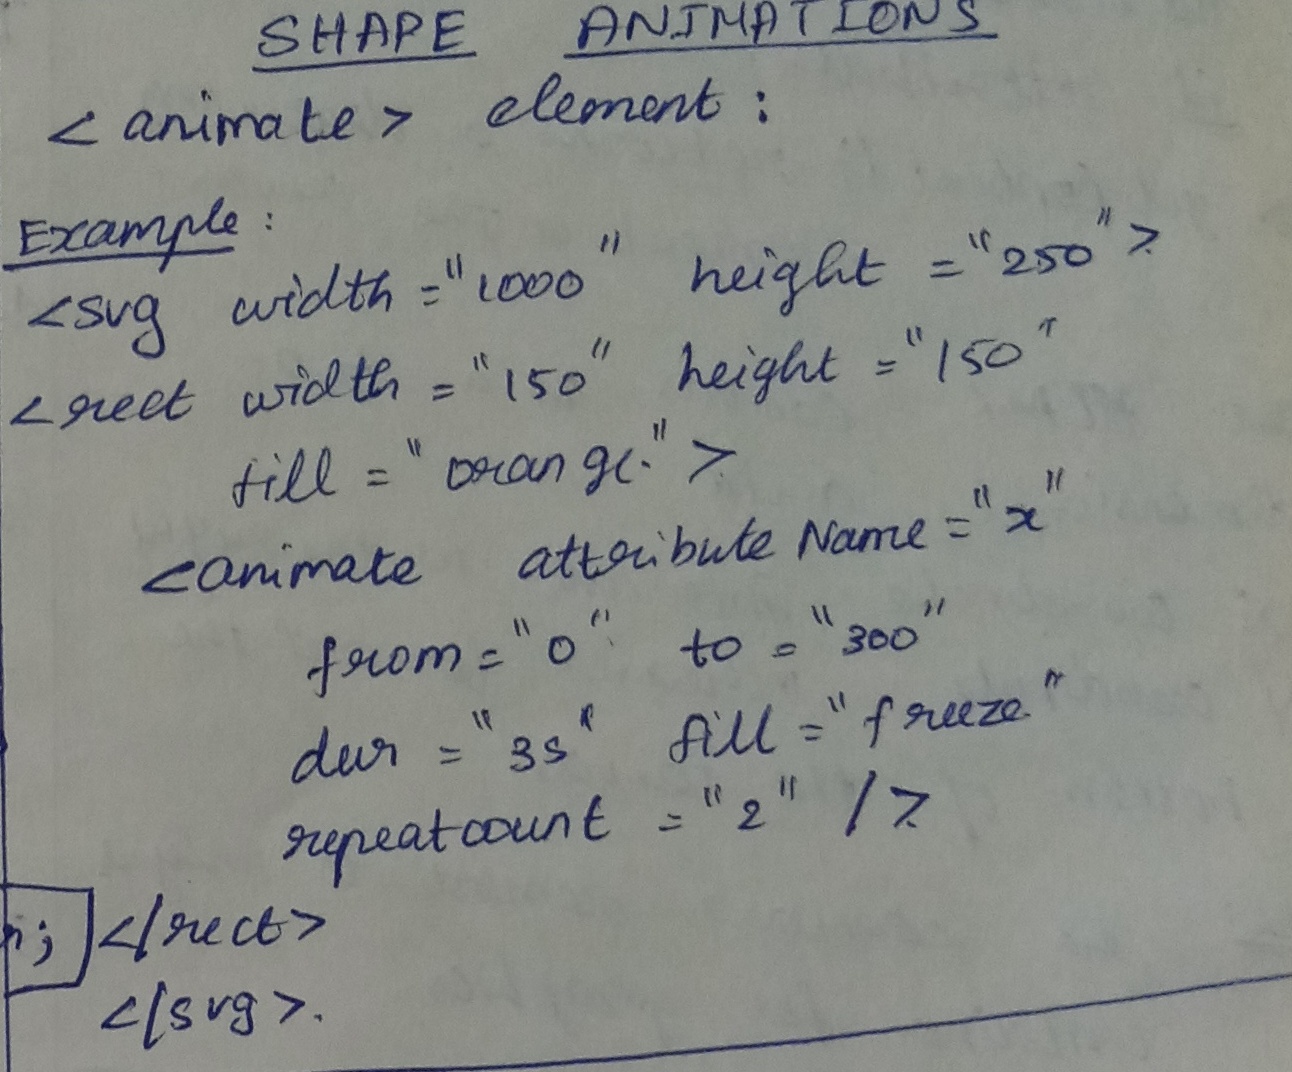 SHAPE ANIMATIONS
<animate> element :
Example :
<svg width="1000" height="250">
<rect width="150" height="150"
fill="orange">
<animate attributeName="x"
from="0" to="300"
dur="3s" fill="freeze"
repeatcount="2" />
</rect>
</svg>.